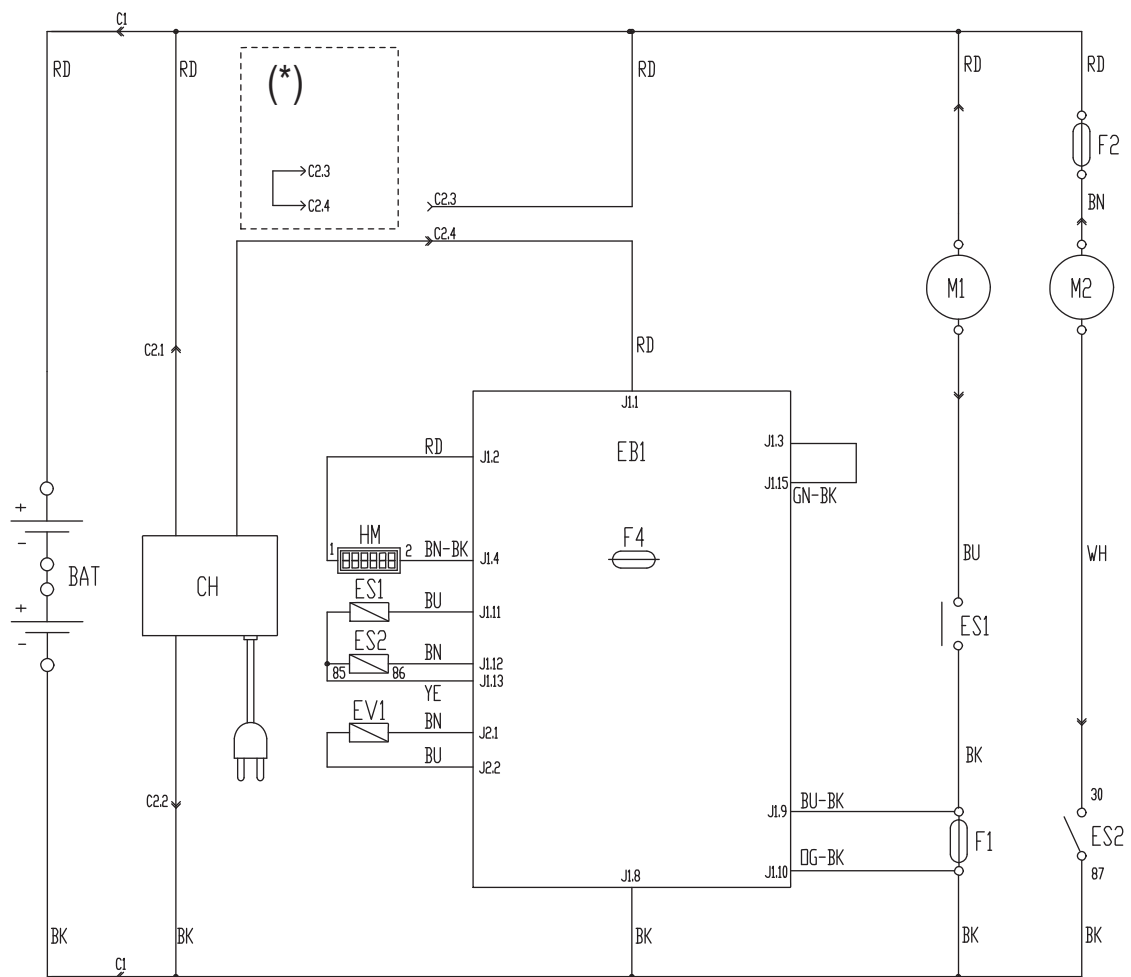 C1
RD
RD
(*)
RD
RD
RD
F2
C2.3
C2.4
C2.3
C2.4
BN
M1
M2
C2.1
RD
J1.1
RD
J1.2
EB1
J1.3
J1.15
GN-BK
+
-
BAT
+
-
CH
HM
1
2
BN-BK
J1.4
F4
BU
WH
ES1
BU
J1.11
ES2
BN
J1.12
85
86
J1.13
YE
ES1
EV1
BN
J2.1
BU
J2.2
BK
C2.2
BU-BK
J1.9
F1
OG-BK
J1.10
30
ES2
87
J1.8
BK
BK
BK
BK
BK
C1